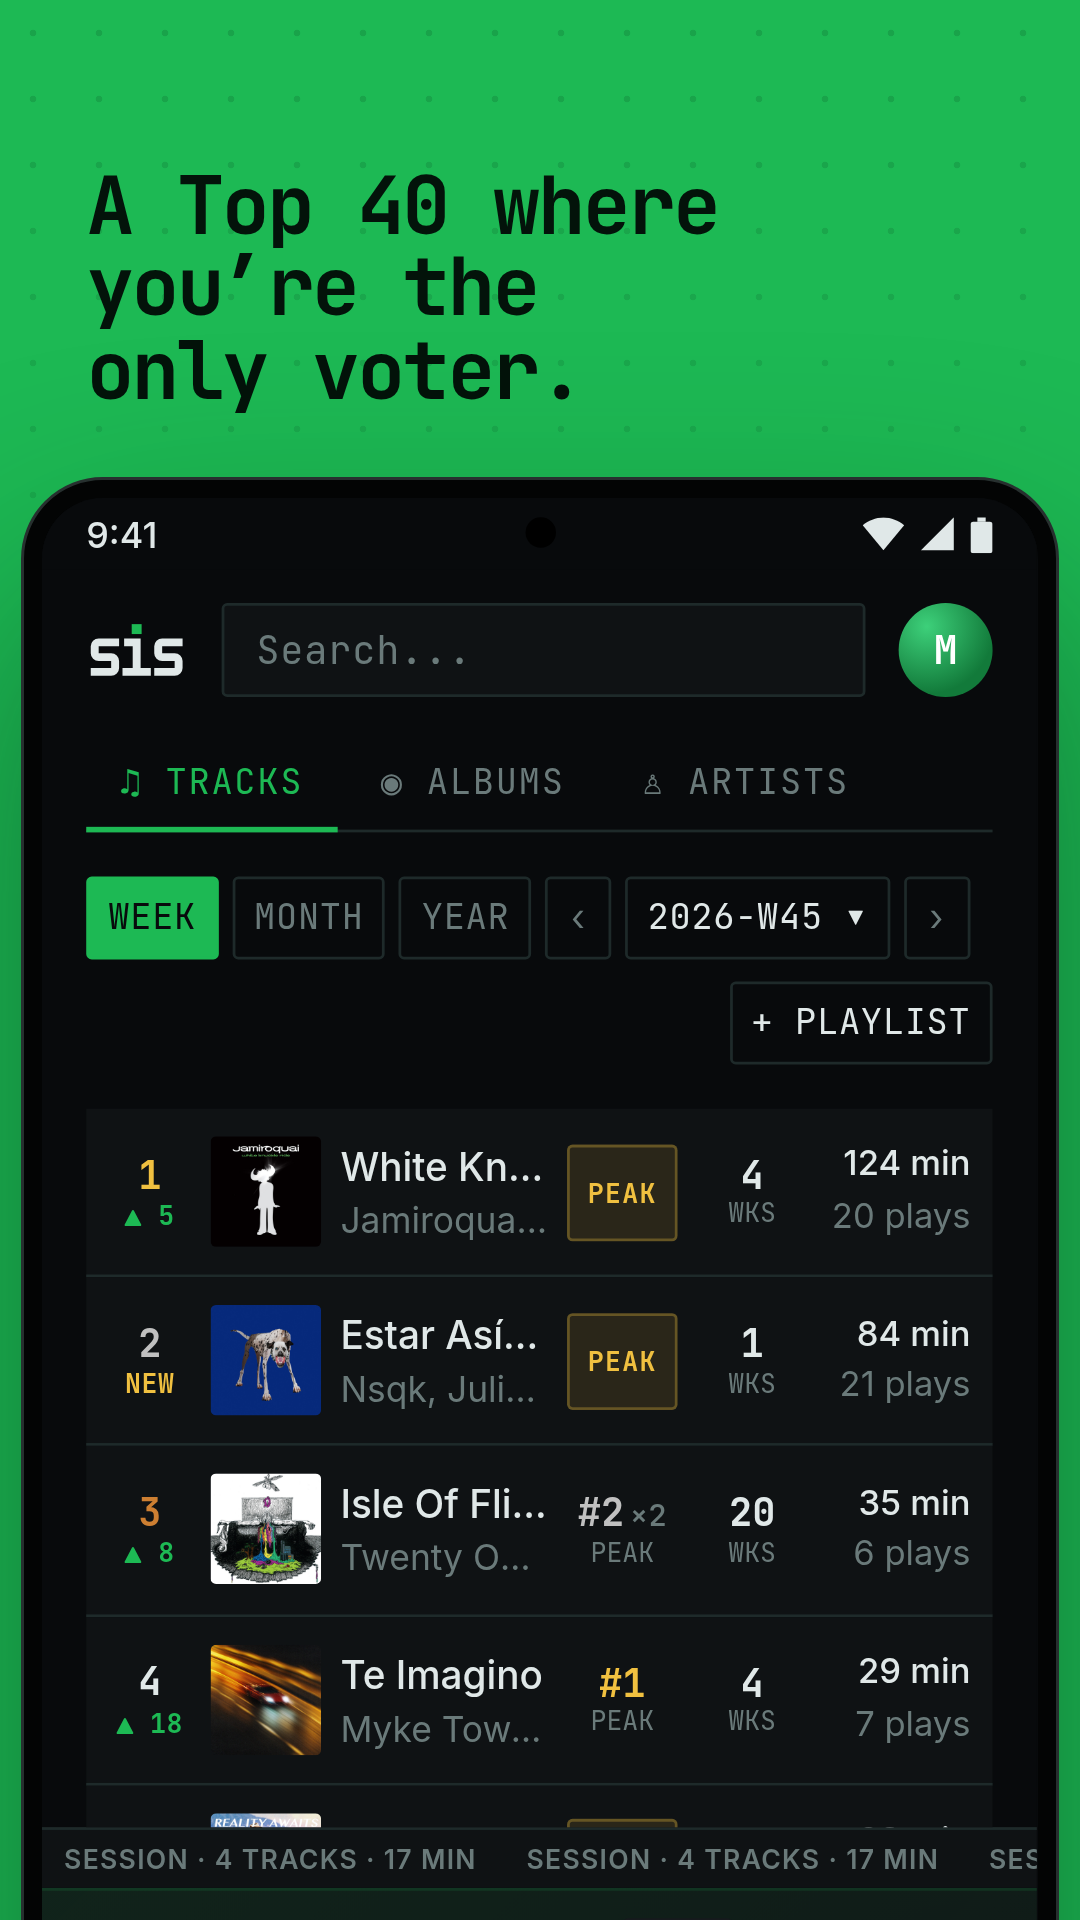 A Top 40 where
you’re the
only voter.
9:41
sis
Search...
M
♫ TRACKS
◉ ALBUMS
♙ ARTISTS
WEEK
MONTH
YEAR
‹
2026-W45 ▼
›
+ PLAYLIST
1
▲ 5
Jamiroquai
White Kn...
Jamiroqua...
PEAK
4
WKS
124 min
20 plays
2
NEW
Estar Así...
Nsqk, Juli...
PEAK
1
WKS
84 min
21 plays
3
▲ 8
Isle Of Fli...
Twenty O...
#2 ×2
PEAK
20
WKS
35 min
6 plays
4
▲ 18
Te Imagino
Myke Tow...
#1
PEAK
4
WKS
29 min
7 plays
REALITY AWAITS
SESSION · 4 TRACKS · 17 MIN SESSION · 4 TRACKS · 17 MIN SES